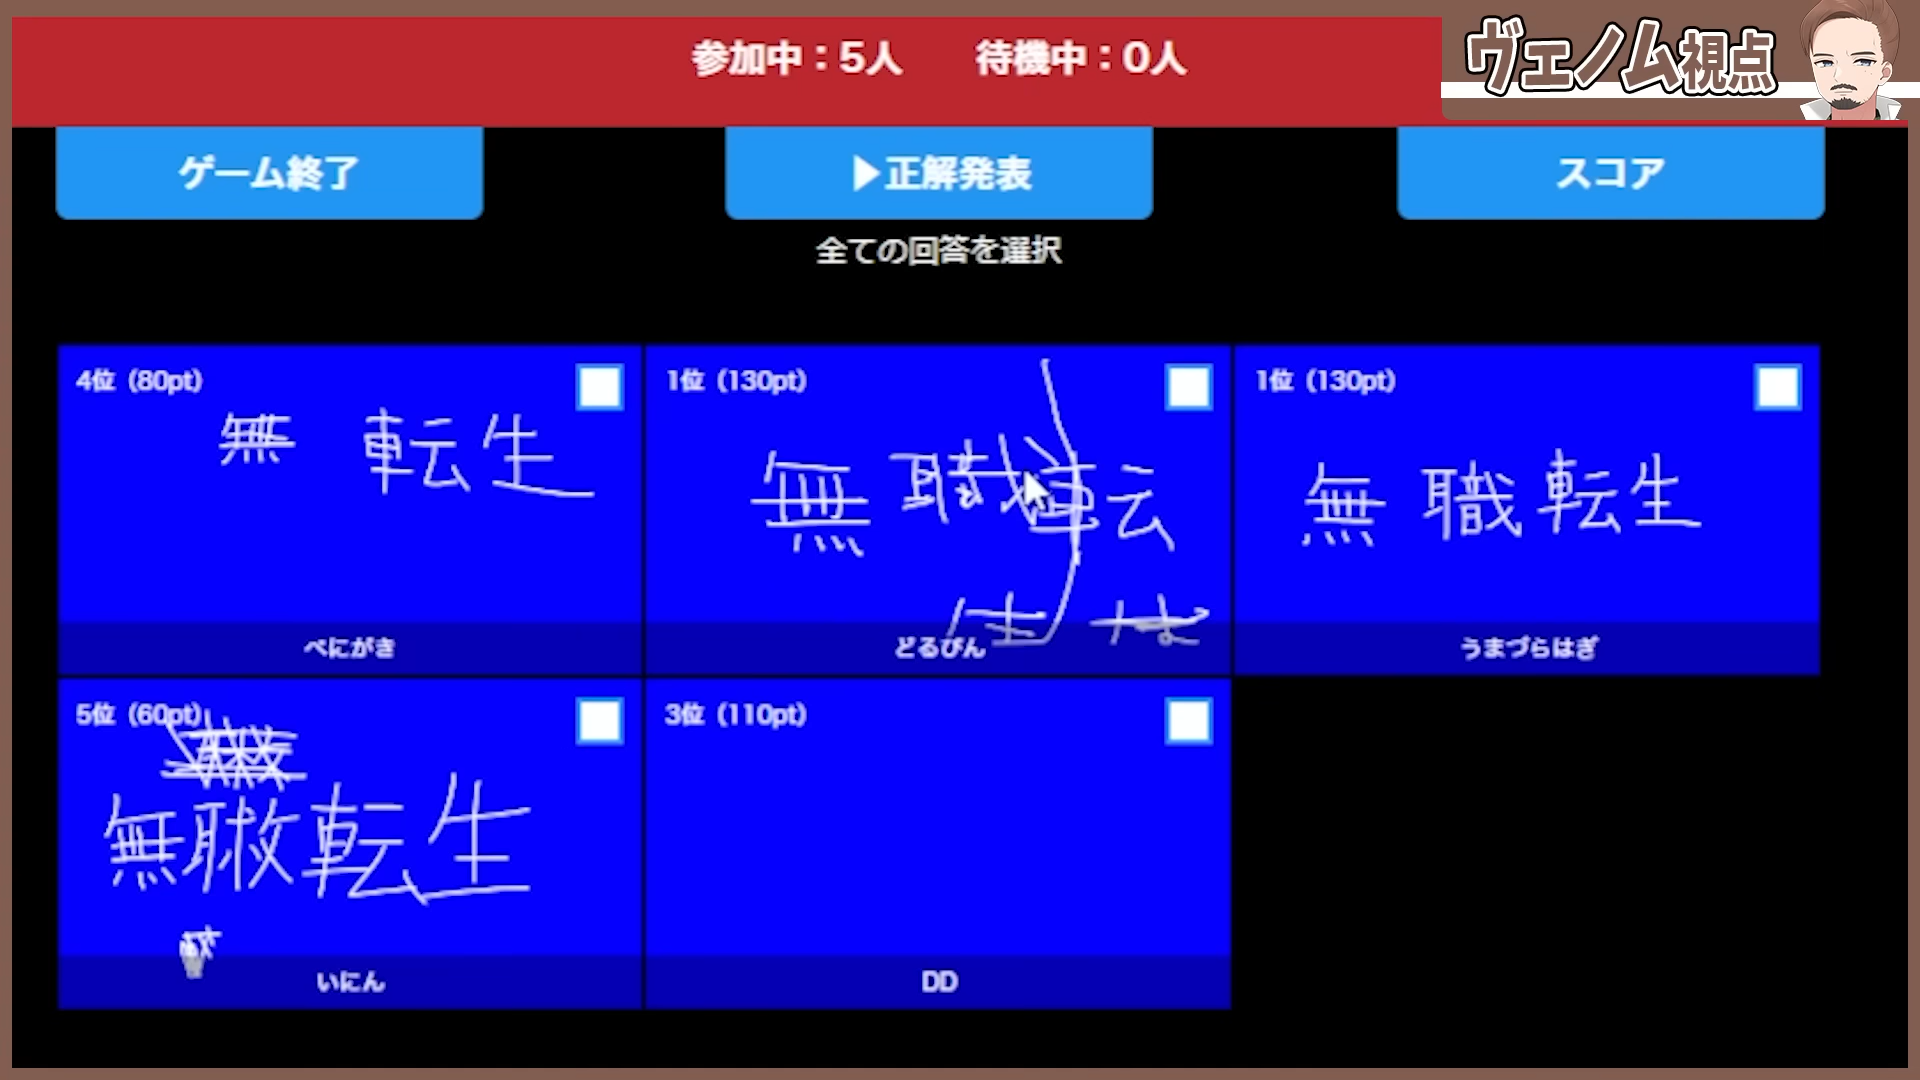 参加中：5人 待機中：0人
ヴェノム視点
ゲーム終了
▶正解発表
スコア
全ての回答を選択
4位（80pt）
無 転生
べにがき
1位（130pt）
無職転
生
どるぴん
1位（130pt）
無職転生
うまづらはぎ
5位（60pt）
無 転生
いにん
3位（110pt）
DD